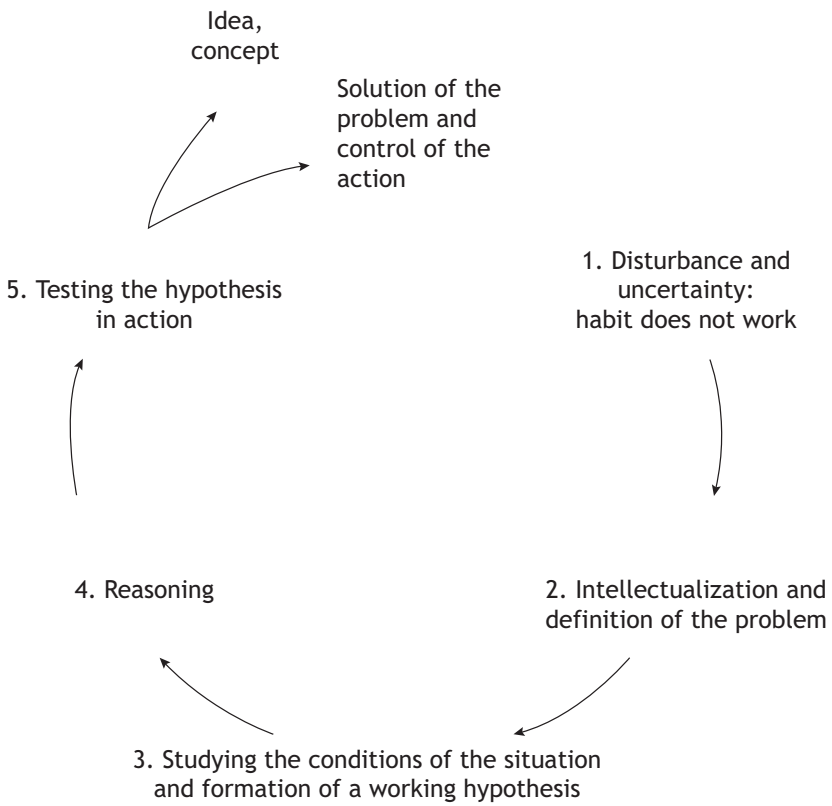 Idea,
concept
Solution of the
problem and
control of the
action
1. Disturbance and
uncertainty:
habit does not work
5. Testing the hypothesis
in action
4. Reasoning
2. Intellectualization and
definition of the problem
3. Studying the conditions of the situation
and formation of a working hypothesis